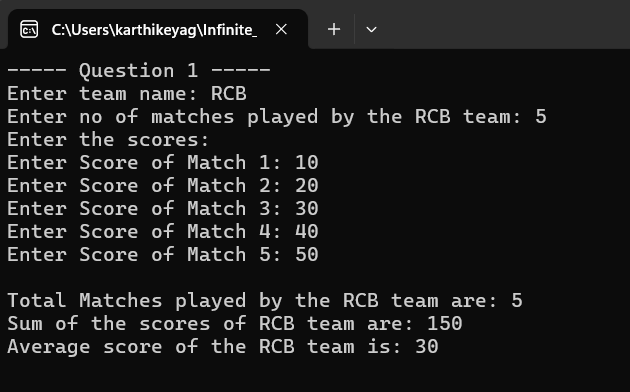 C:\Users\karthikeyag\Infinite_
----- Question 1 -----
Enter team name: RCB
Enter no of matches played by the RCB team: 5
Enter the scores:
Enter Score of Match 1: 10
Enter Score of Match 2: 20
Enter Score of Match 3: 30
Enter Score of Match 4: 40
Enter Score of Match 5: 50
Total Matches played by the RCB team are: 5
Sum of the scores of RCB team are: 150
Average score of the RCB team is: 30